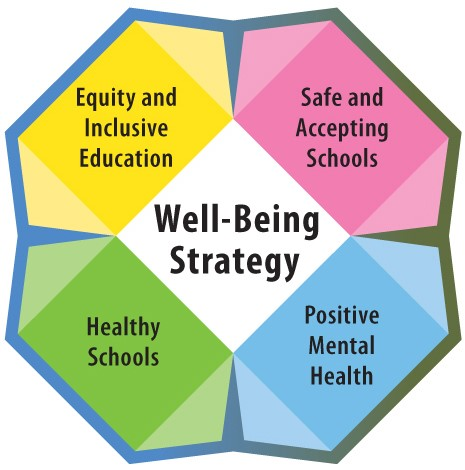 Equity and
Inclusive
Education
Safe and
Accepting
Schools
Well-Being
Strategy
Healthy
Schools
Positive
Mental
Health